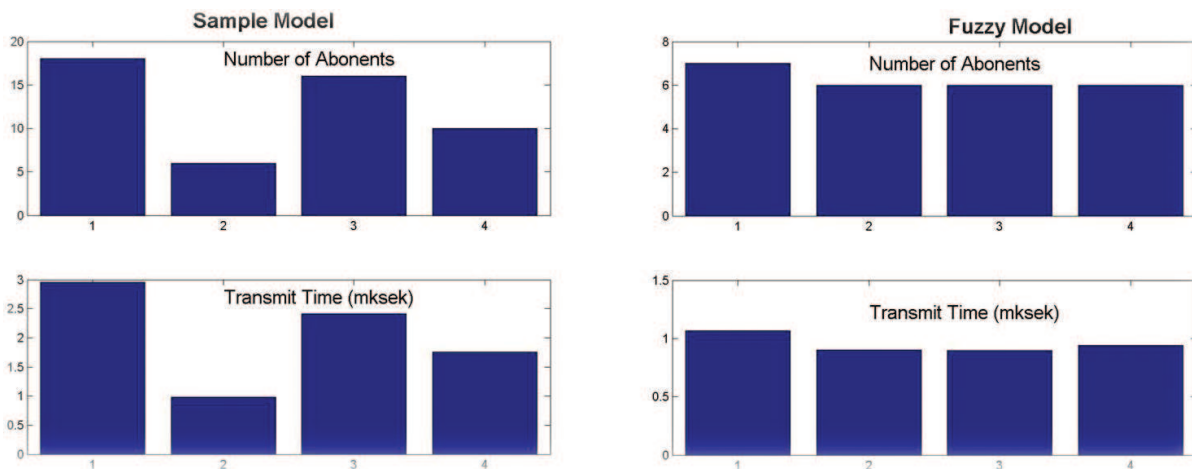 Sample Model
Number of Abonents
20
15
10
5
0
1 2 3 4
Transmit Time (mksek)
3
2.5
2
1.5
1
0.5
0
1 2 3 4
Fuzzy Model
Number of Abonents
8
6
4
2
0
1 2 3 4
Transmit Time (mksek)
1.5
1
0.5
0
1 2 3 4